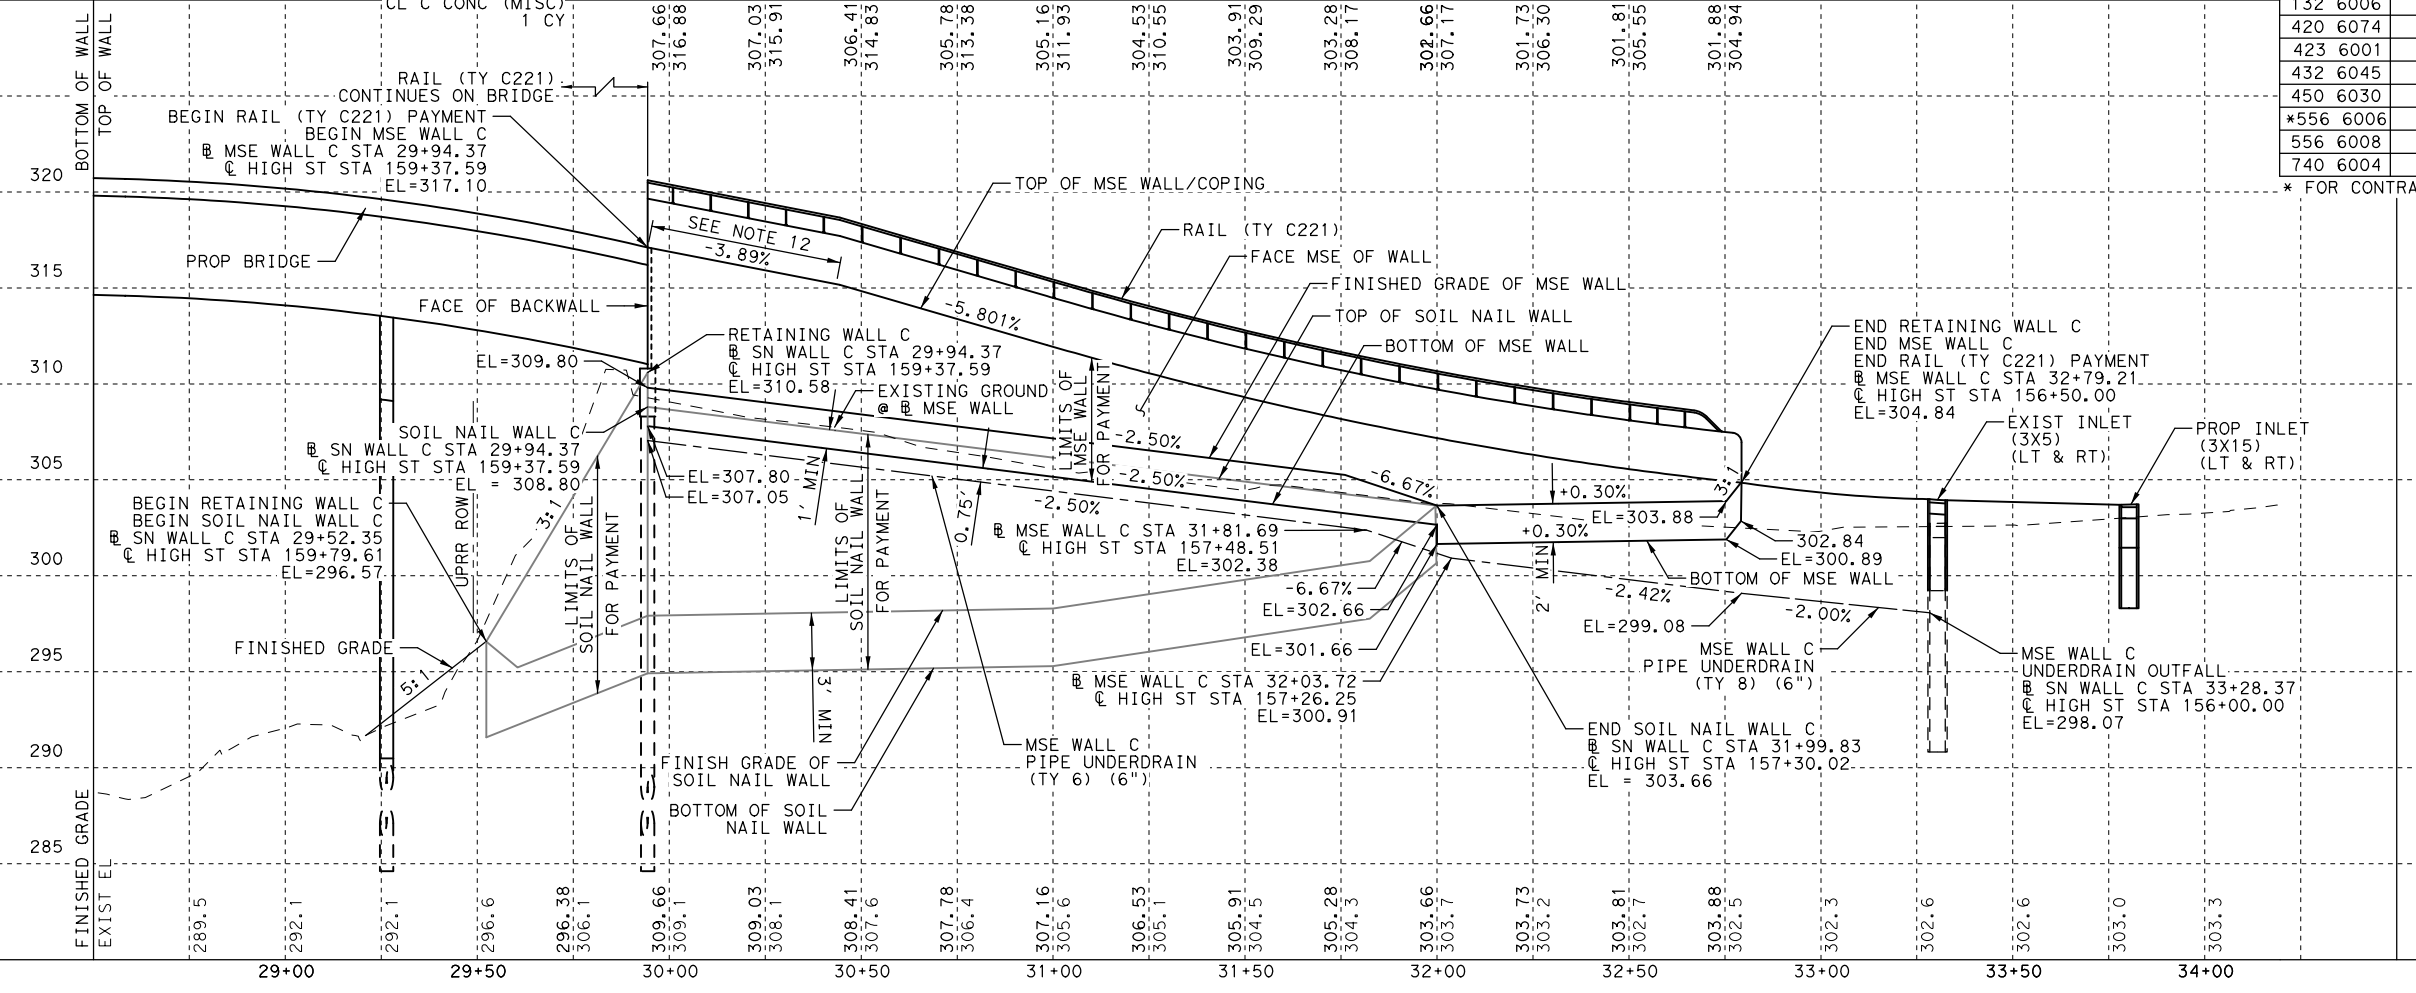 CL C CONC (MISC)
1 CY
BOTTOM OF WALL
TOP OF WALL
307.66
316.88
307.03
315.91
306.41
314.83
305.78
313.38
305.16
311.93
304.53
310.55
303.91
309.29
303.28
308.17
307.17
301.73
306.30
301.81
305.55
301.88
304.94
132 6006
420 6074
423 6001
432 6045
450 6030
*556 6006
556 6008
740 6004
* FOR CONTRA
RAIL (TY C221)
CONTINUES ON BRIDGE
BEGIN RAIL (TY C221) PAYMENT
BEGIN MSE WALL C
℄ MSE WALL C STA 29+94.37
℄ HIGH ST STA 159+37.59
EL=317.10
320
315
310
305
300
295
290
285
PROP BRIDGE
FACE OF BACKWALL
SEE NOTE 12
-3.89%
TOP OF MSE WALL/COPING
RAIL (TY C221)
FACE MSE OF WALL
FINISHED GRADE OF MSE WALL
TOP OF SOIL NAIL WALL
BOTTOM OF MSE WALL
-5.801%
RETAINING WALL C
℄ SN WALL C STA 29+94.37
℄ HIGH ST STA 159+37.59
EL=310.58
EL=309.80
EXISTING GROUND
@ ℄ MSE WALL
LIMITS OF
MSE WALL
FOR PAYMENT
END RETAINING WALL C
END MSE WALL C
END RAIL (TY C221) PAYMENT
℄ MSE WALL C STA 32+79.21
℄ HIGH ST STA 156+50.00
EL=304.84
EXIST INLET
(3X5)
(LT & RT)
PROP INLET
(3X15)
(LT & RT)
SOIL NAIL WALL C
℄ SN WALL C STA 29+94.37
℄ HIGH ST STA 159+37.59
EL = 308.80
EL=307.80
EL=307.05
1' MIN
-2.50%
-2.50%
-2.50%
-6.67%
+0.30%
EL=303.88
+0.30%
3:1
0.75'
BEGIN RETAINING WALL C
BEGIN SOIL NAIL WALL C
℄ SN WALL C STA 29+52.35
℄ HIGH ST STA 159+79.61
EL=296.57
UPRR ROW
3:1
LIMITS OF
SOIL NAIL WALL
FOR PAYMENT
LIMITS OF
SOIL NAIL WALL
FOR PAYMENT
℄ MSE WALL C STA 31+81.69
℄ HIGH ST STA 157+48.51
EL=302.38
-6.67%
EL=302.66
EL=301.66
℄ MSE WALL C STA 32+03.72
℄ HIGH ST STA 157+26.25
EL=300.91
2' MIN
302.84
EL=300.89
BOTTOM OF MSE WALL
-2.42%
-2.00%
EL=299.08
MSE WALL C
PIPE UNDERDRAIN
(TY 8) (6")
MSE WALL C
UNDERDRAIN OUTFALL
℄ SN WALL C STA 33+28.37
℄ HIGH ST STA 156+00.00
EL=298.07
FINISHED GRADE
5:1
3' MIN
FINISH GRADE OF
SOIL NAIL WALL
BOTTOM OF SOIL
NAIL WALL
MSE WALL C
PIPE UNDERDRAIN
(TY 6) (6")
END SOIL NAIL WALL C
℄ SN WALL C STA 31+99.83
℄ HIGH ST STA 157+30.02
EL = 303.66
FINISHED GRADE
EXIST EL
289.5
292.1
292.1
296.6
296.38
306.1
309.66
309.1
309.03
308.1
308.41
307.6
307.78
306.4
307.16
305.6
306.53
305.1
305.91
304.5
305.28
304.3
303.66
303.7
303.73
303.2
303.81
302.7
303.88
302.5
302.3
302.6
302.6
303.0
303.3
29+00
29+50
30+00
30+50
31+00
31+50
32+00
32+50
33+00
33+50
34+00